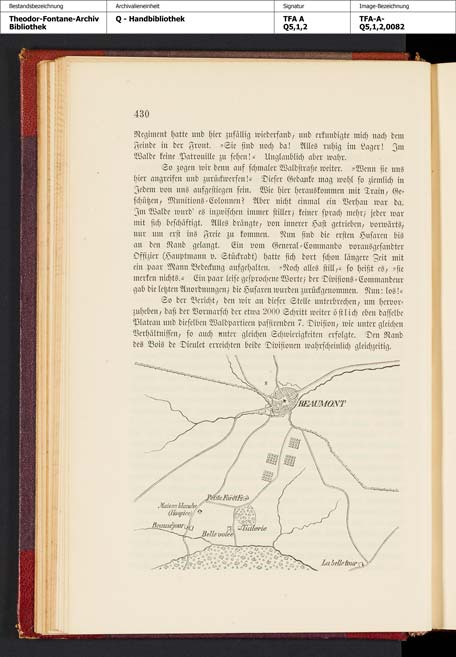 Bestandsbezeichnung
Archivalieneinheit
Signatur
Image-Bezeichnung
Theodor-Fontane-Archiv
Bibliothek
Q - Handbibliothek
TFA A
Q5,1,2
TFA-A-
Q5,1,2,0082
430
Regiment hatte und hier zufällig wiederfand, und erkundigte mich nach dem
Feinde in der Front. »Sie sind noch da! Alles ruhig im Lager! Im
Walde keine Patrouille zu sehen!« Unglaublich aber wahr.
So zogen wir denn auf schmaler Waldstraße weiter. »Wenn sie uns
hier angreifen und zurückwerfen!« Dieser Gedanke mag wohl so ziemlich in
Jedem von uns aufgestiegen sein. Wie hier herauskommen mit Train, Ge-
schützen, Munitions-Colonnen? Aber nicht einmal ein Verhau war da.
Im Walde wurd' es inzwischen immer stiller; keiner sprach mehr; jeder war
mit sich beschäftigt. Alles drängte, von innerer Hast getrieben, vorwärts,
nur um erst ins Freie zu kommen. Nun sind die ersten Husaren bis
an den Rand gelangt. Ein vom General-Commando vorausgesandter
Offizier (Hauptmann v. Stückradt) hatte sich dort schon längere Zeit mit
ein paar Mann Bedeckung aufgehalten. »Noch alles still,« so heißt es, »sie
merken nichts.« Ein paar leise gesprochene Worte; der Divisions-Commandeur
gab die letzten Anordnungen; die Husaren wurden zurückgenommen. Nun: los!«
So der Bericht, den wir an dieser Stelle unterbrechen, um hervor-
zuheben, daß der Vormarsch der etwa 2000 Schritt weiter östlich eben dasselbe
Plateau und dieselben Waldpartieen passirenden 7. Division, wie unter gleichen
Verhältnissen, so auch unter gleichen Schwierigkeiten erfolgte. Den Rand
des Bois de Dieulet erreichten beide Divisionen wahrscheinlich gleichzeitig.
BEAUMONT
Petite Forêt Fe
Maison blanche
(Hospice)
Beauséjour
Belle volée
Tuilerie
La belle tour